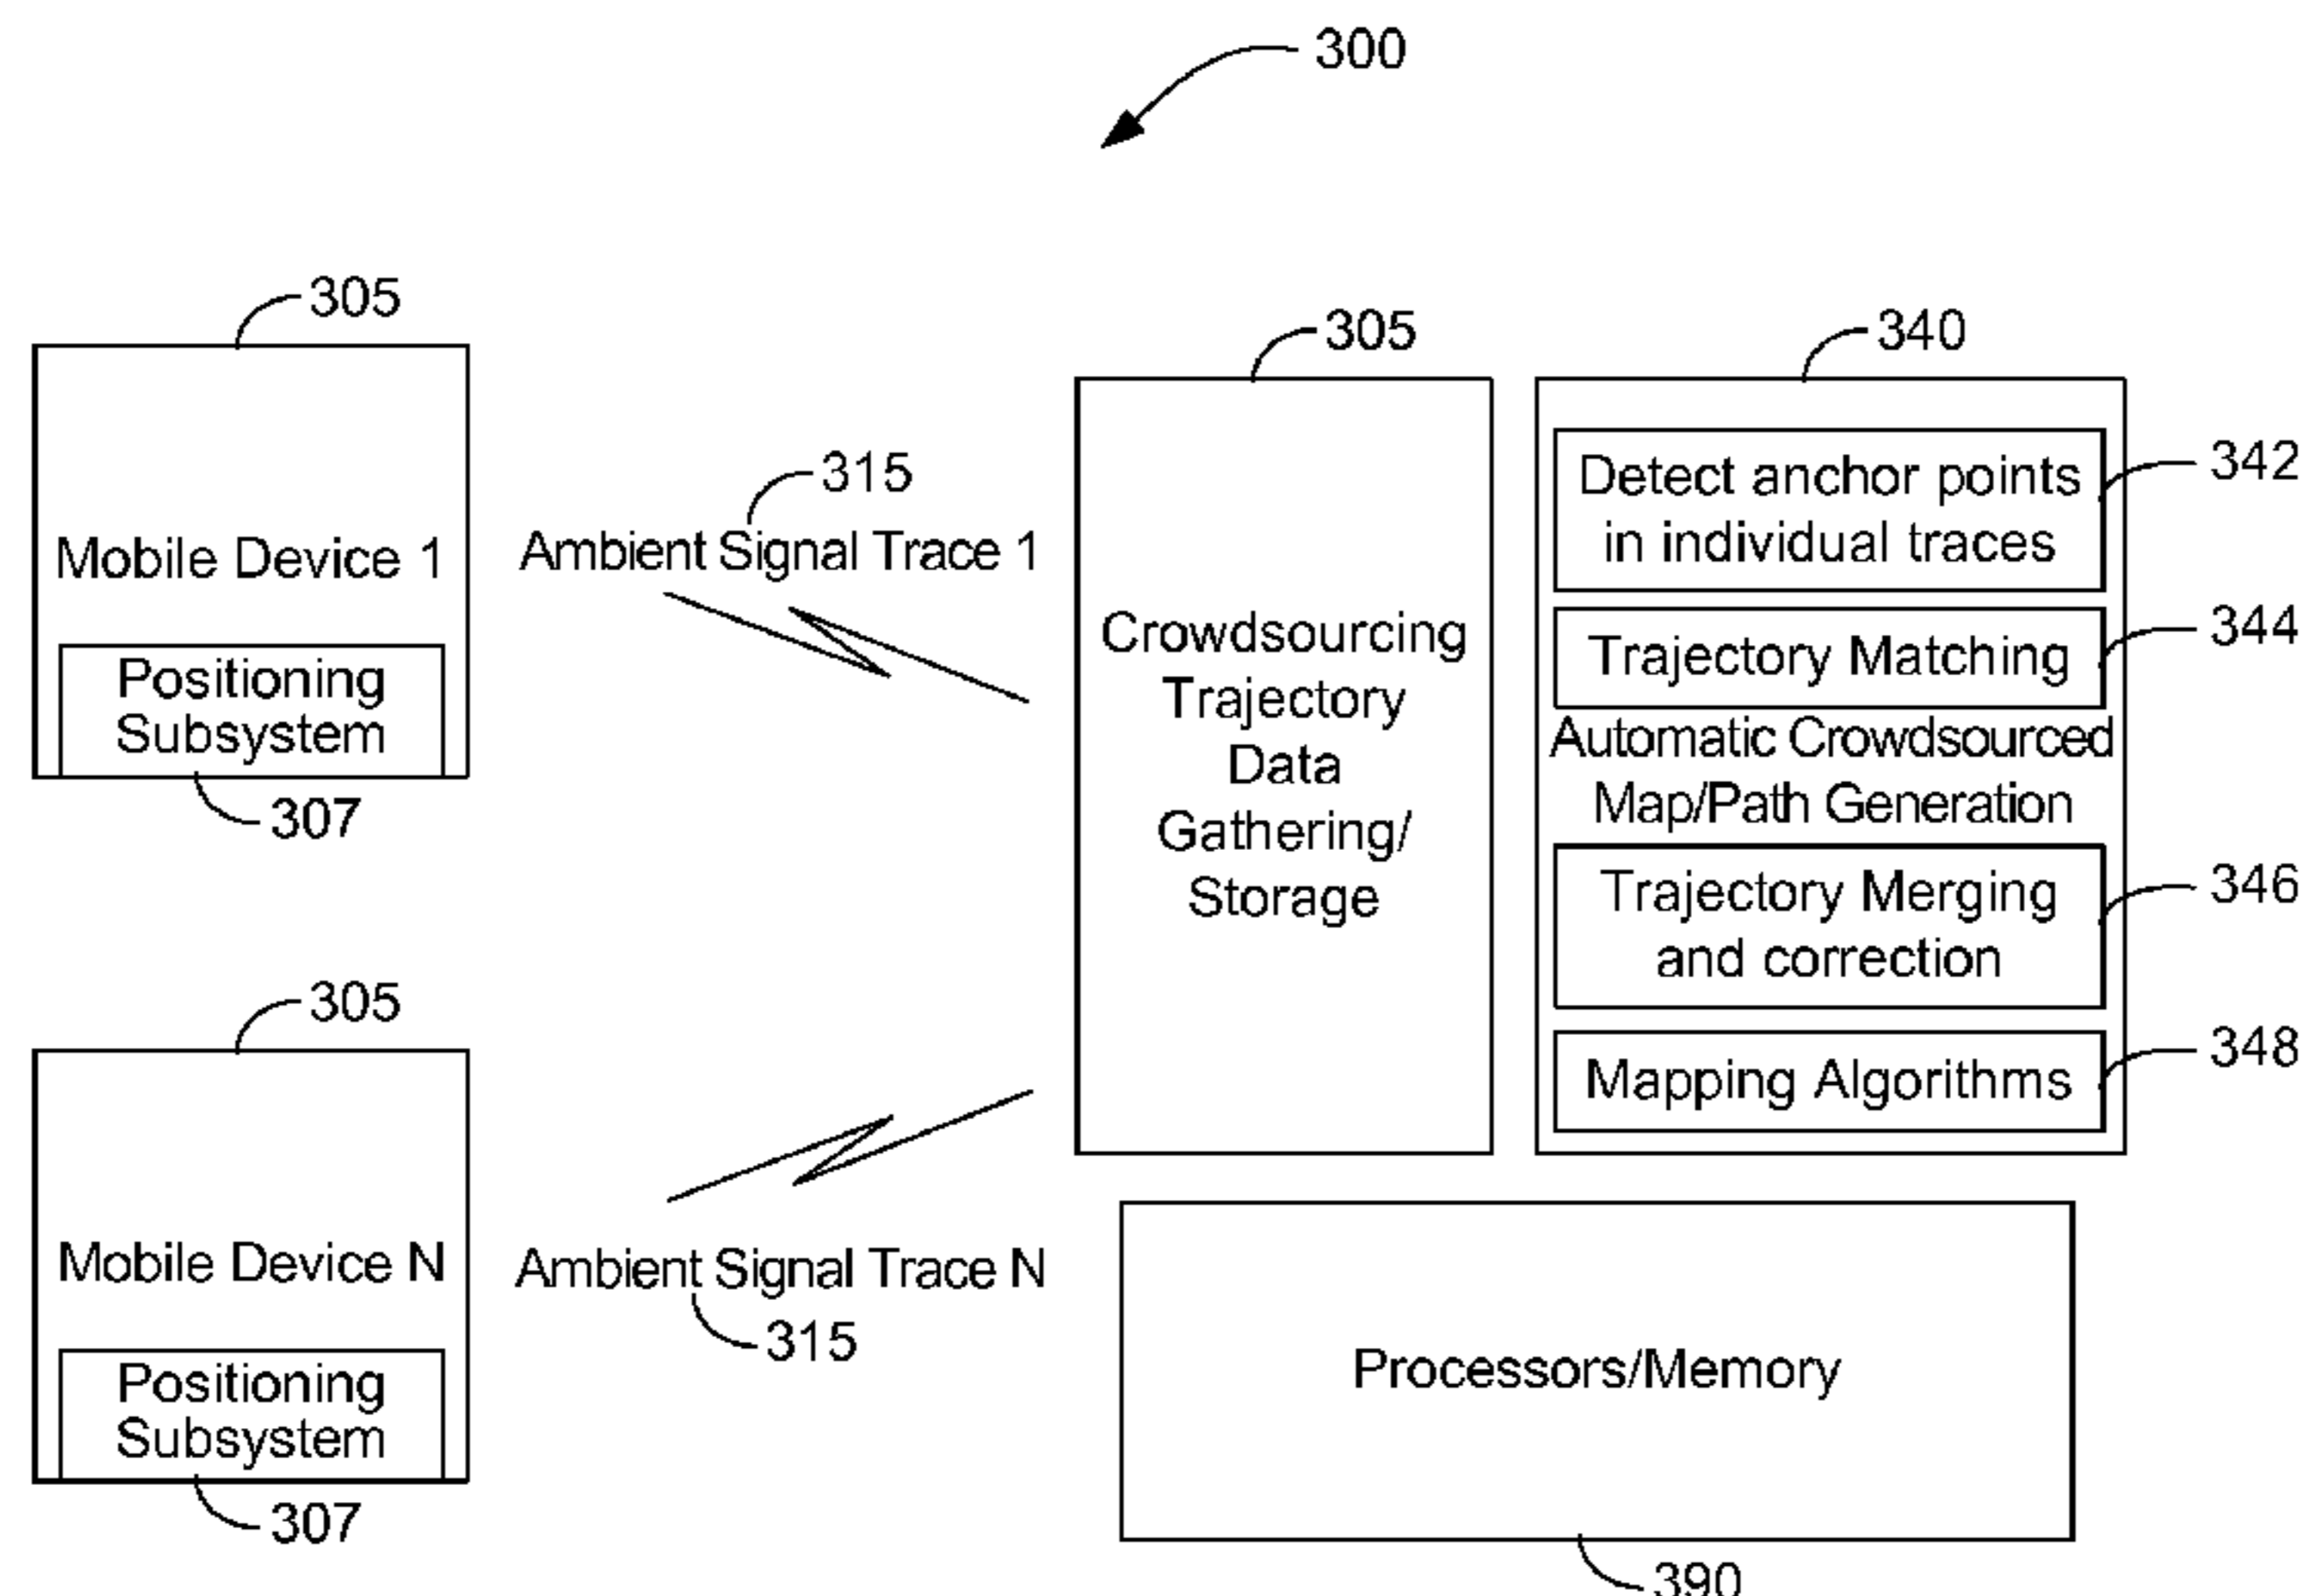 300
305
Mobile Device 1
Positioning
Subsystem
307
315
Ambient Signal Trace 1
305
Crowdsourcing
Trajectory
Data
Gathering/
Storage
340
Detect anchor points
in individual traces
342
Trajectory Matching
344
Automatic Crowdsourced
Map/Path Generation
Trajectory Merging
and correction
346
Mapping Algorithms
348
305
Mobile Device N
Positioning
Subsystem
307
Ambient Signal Trace N
315
Processors/Memory
390